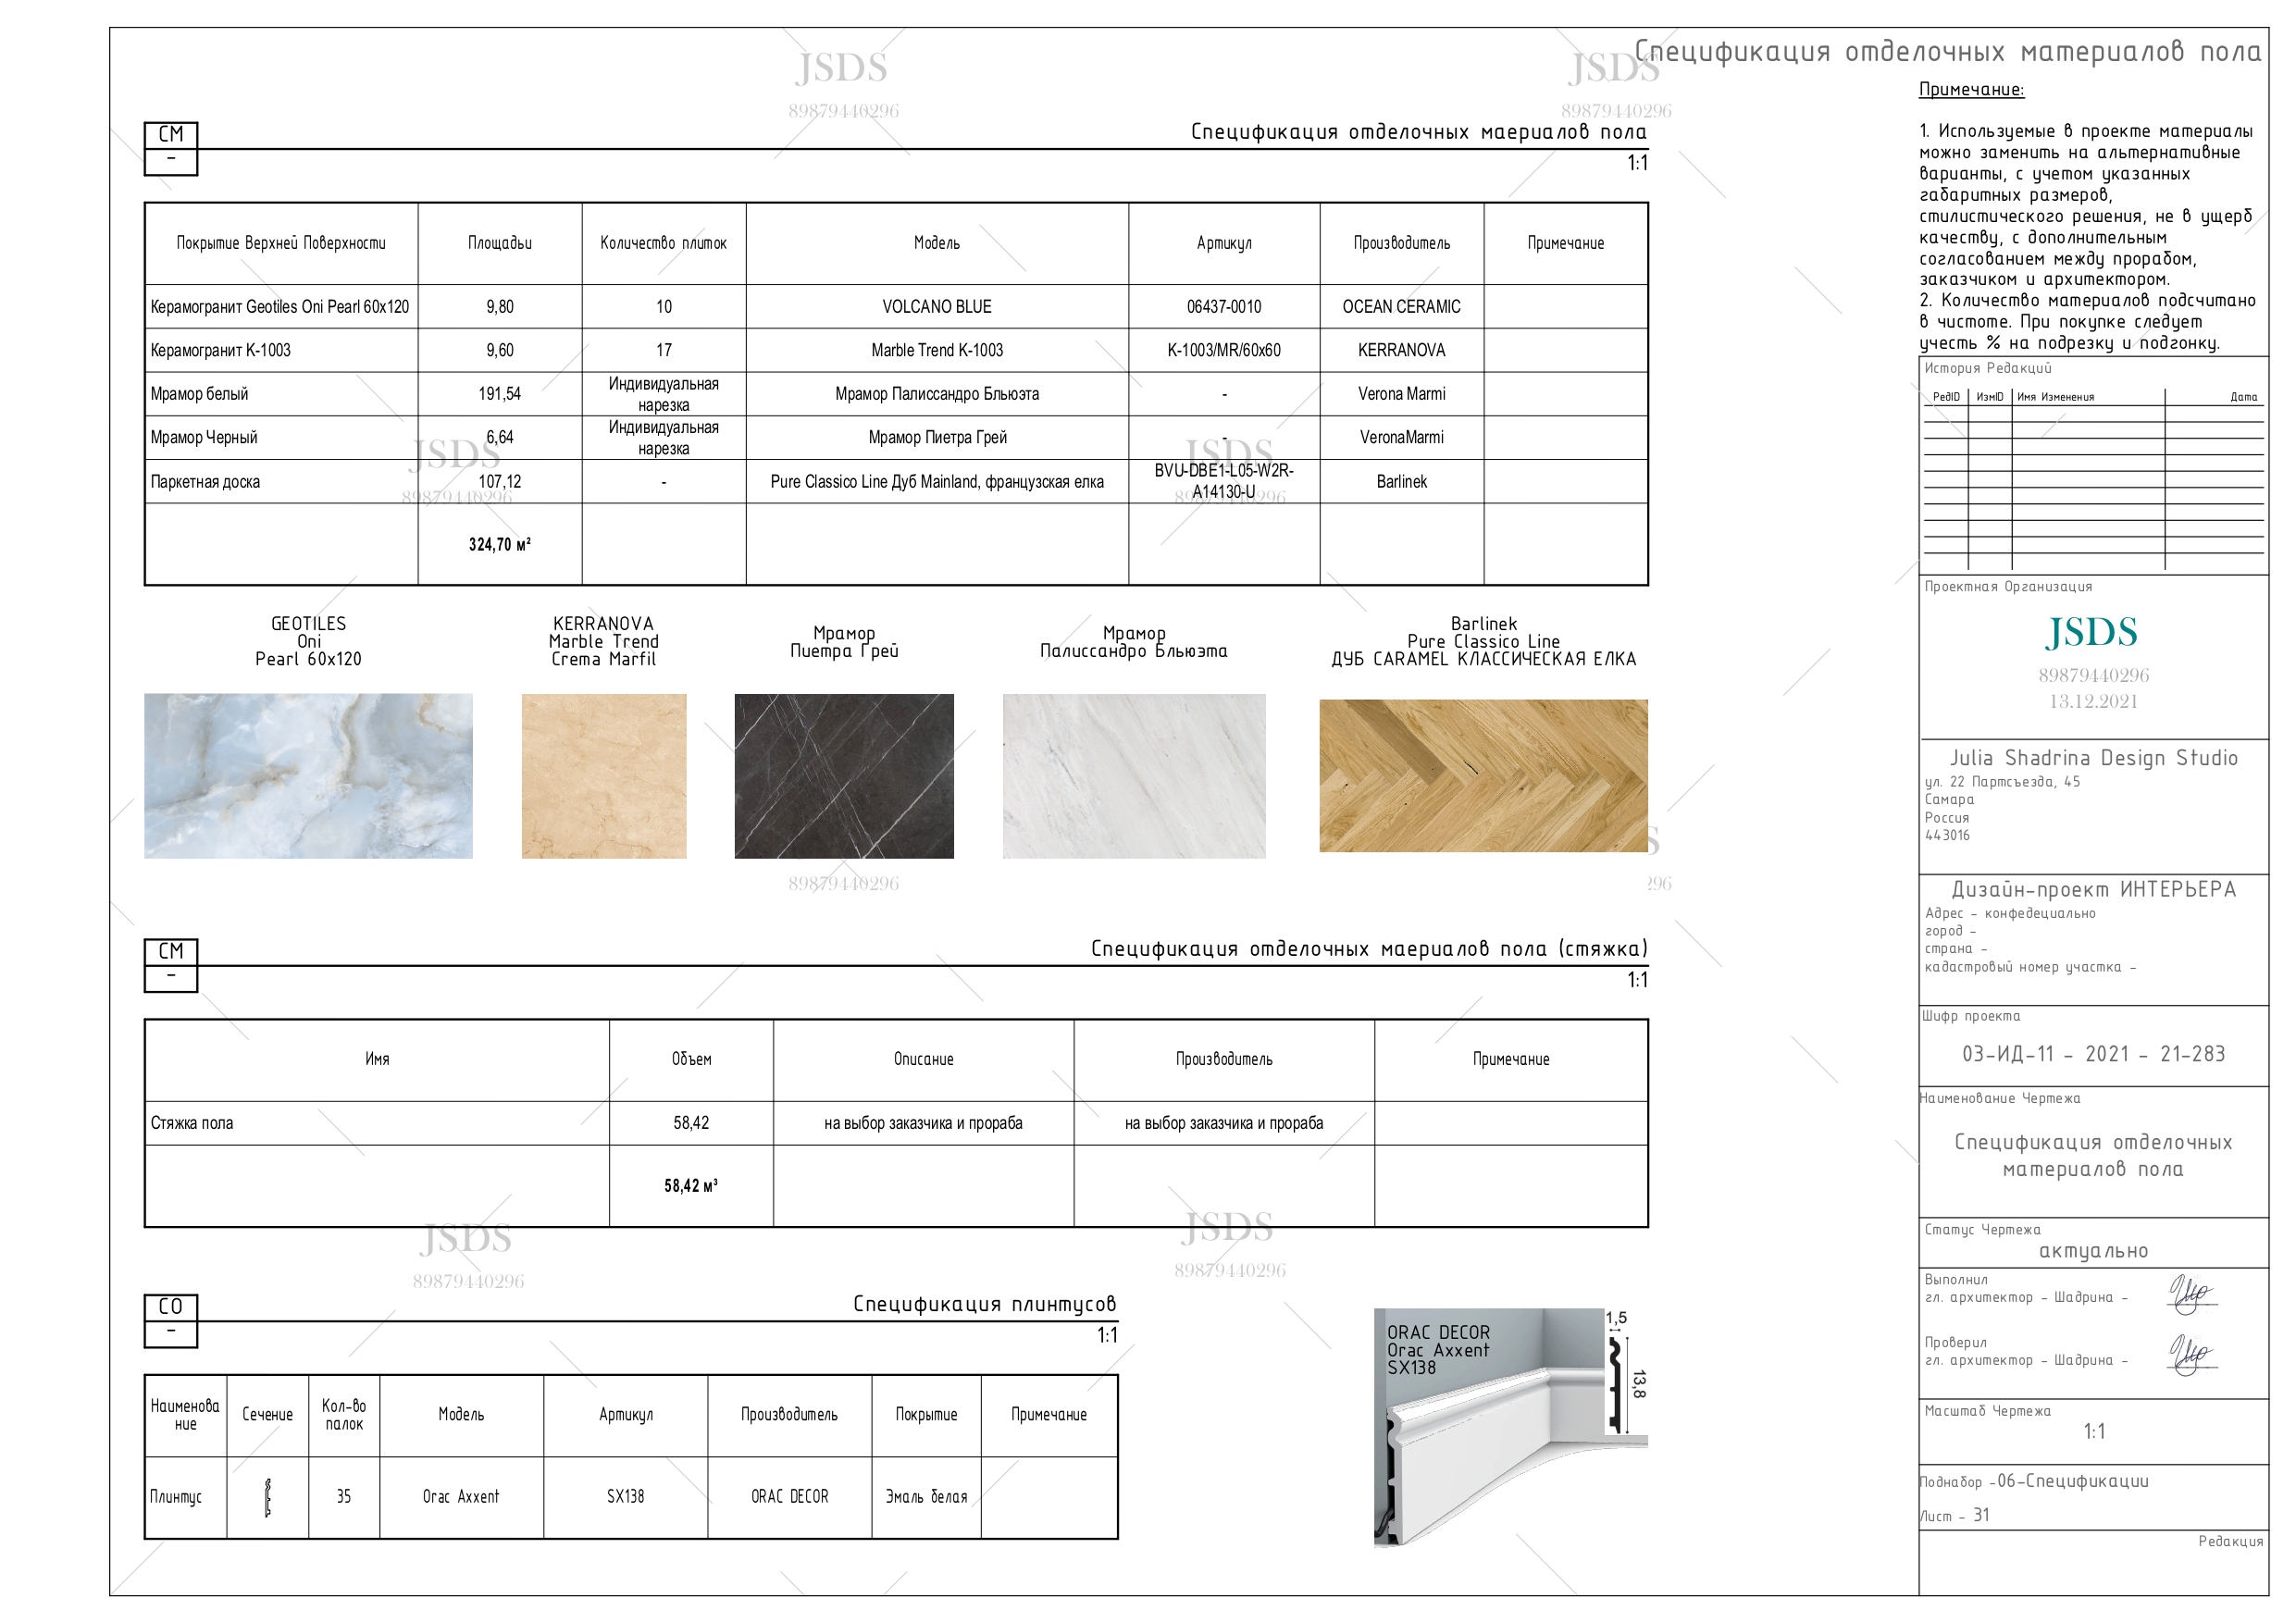 Спецификация отделочных материалов пола
JSDS
89879440296
JSDS
89879440296
СМ
-
Спецификация отделочных маериалов пола
1:1
Покрытие Верхней Поверхности Площадьи Количество плиток Модель Артикул Производитель Примечание
Керамогранит Geotiles Oni Pearl 60x120 9,80 10 VOLCANO BLUE 06437-0010 OCEAN CERAMIC
Керамогранит К-1003 9,60 17 Marble Trend K-1003 K-1003/MR/60x60 KERRANOVA
Мрамор белый 191,54 Индивидуальная нарезка Мрамор Палиссандро Бльюэта - Verona Marmi
Мрамор Черный 6,64 Индивидуальная нарезка Мрамор Пиетра Грей - VeronaMarmi
Паркетная доска 107,12 - Pure Classico Line Дуб Mainland, французская елка BVU-DBE1-L05-W2R-A14130-U Barlinek
324,70 м²
JSDS
89879440296
JSDS
89879440296
GEOTILES
Oni
Pearl 60x120
KERRANOVA
Marble Trend
Crema Marfil
Мрамор
Пиетра Грей
Мрамор
Палиссандро Бльюэта
Barlinek
Pure Classico Line
ДУБ CARAMEL КЛАССИЧЕСКАЯ ЕЛКА
89879440296
S
296
СМ
-
Спецификация отделочных маериалов пола (стяжка)
1:1
Имя Объем Описание Производитель Примечание
Стяжка пола 58,42 на выбор заказчика и прораба на выбор заказчика и прораба
58,42 м³
JSDS
89879440296
JSDS
89879440296
СО
-
Спецификация плинтусов
1:1
Наименова
ние
Сечение
Кол-во
палок
Модель Артикул Производитель Покрытие Примечание
Плинтус 35 Orac Axxent SX138 ORAC DECOR Эмаль белая
ORAC DECOR
Orac Axxent
SX138
1,5
13,8
Примечание:
1. Используемые в проекте материалы
можно заменить на альтернативные
варианты, с учетом указанных
габаритных размеров,
стилистического решения, не в ущерб
качеству, с дополнительным
согласованием между прорабом,
заказчиком и архитектором.
2. Количество материалов подсчитано
в чистоте. При покупке следует
учесть % на подрезку и подгонку.
История Редакций
РедID ИзмID Имя Изменения Дата
Проектная Организация
JSDS
89879440296
13.12.2021
Julia Shadrina Design Studio
ул. 22 Партсъезда, 45
Самара
Россия
443016
Дизайн-проект ИНТЕРЬЕРА
Адрес - конфедециально
город -
страна -
кадастровый номер участка -
Шифр проекта
03-ИД-11 - 2021 - 21-283
Наименование Чертежа
Спецификация отделочных
материалов пола
Статус Чертежа
актуально
Выполнил
гл. архитектор - Шадрина -
Проверил
гл. архитектор - Шадрина -
Масштаб Чертежа
1:1
Поднабор -06-Спецификации
Лист - 31
Редакция